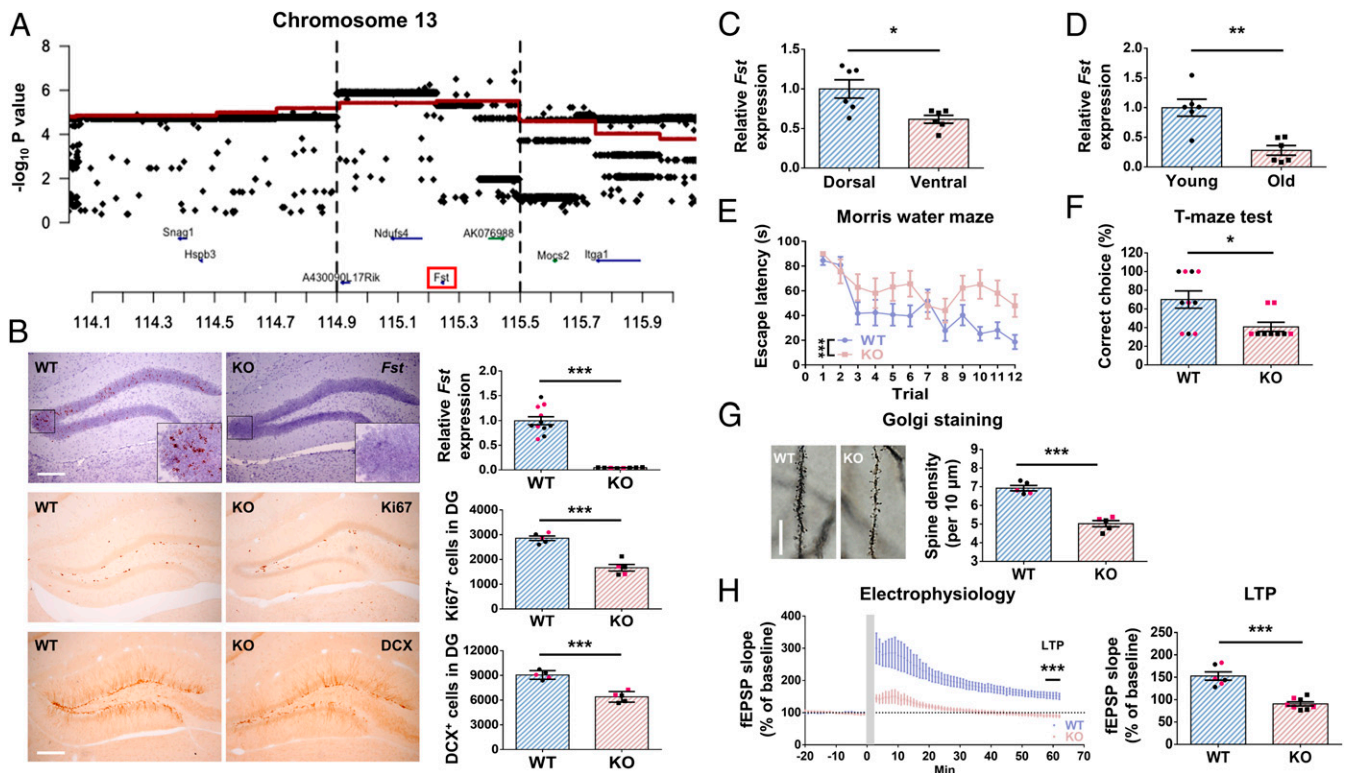 A
Chromosome 13
-log₁₀ P value
8
6
4
2
0
Snag1
Hspb3
Ndufs4
AK076988
Mocs2
Itga1
A430090L17Rik
Fst
114.1 114.3 114.5 114.7 114.9 115.1 115.3 115.5 115.7 115.9
B
WT
KO
Fst
Relative Fst
expression
2.0
1.5
1.0
0.5
0.0
***
WT KO
WT
KO
Ki67
Ki67⁺ cells in DG
4000
3000
2000
1000
0
***
WT KO
WT
KO
DCX
DCX⁺ cells in DG
12000
9000
6000
3000
0
***
WT KO
C
Relative Fst
expression
1.5
1.0
0.5
0.0
*
Dorsal Ventral
D
Relative Fst
expression
2.0
1.5
1.0
0.5
0.0
**
Young Old
E
Morris water maze
Escape latency (s)
100
80
60
40
20
0
***
WT
KO
0 1 2 3 4 5 6 7 8 9 10 11 12
Trial
F
T-maze test
Correct choice (%)
120
100
80
60
40
20
0
*
WT KO
G
Golgi staining
WT
KO
Spine density
(per 10 μm)
9
8
7
6
5
4
3
2
***
WT KO
H
Electrophysiology
fEPSP slope
(% of baseline)
400
300
200
100
0
LTP
***
WT
KO
-20 -10 0 10 20 30 40 50 60 70
Min
LTP
fEPSP slope
(% of baseline)
200
150
100
50
0
***
WT KO